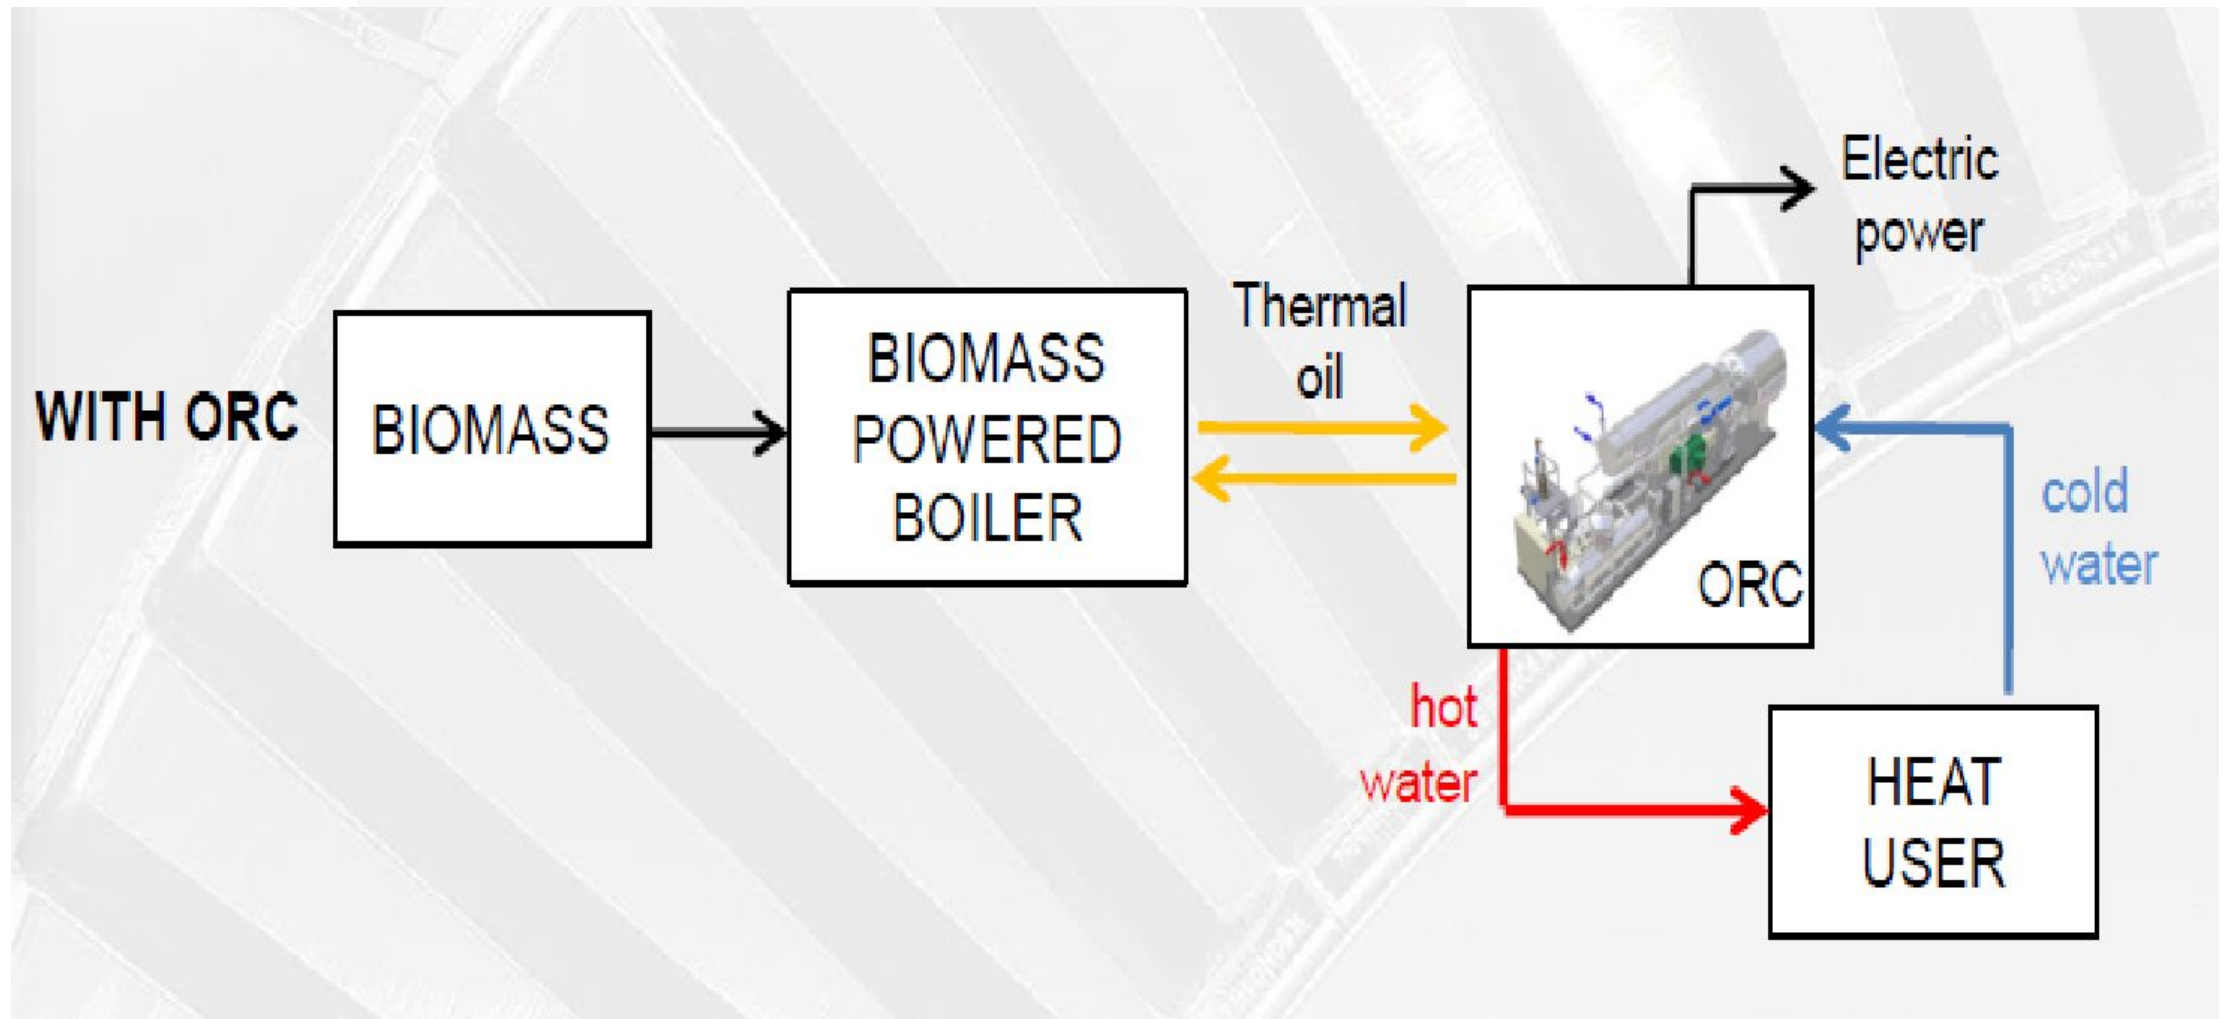 WITH ORC
BIOMASS
BIOMASS
POWERED
BOILER
Thermal
oil
Electric
power
ORC
cold
water
hot
water
HEAT
USER